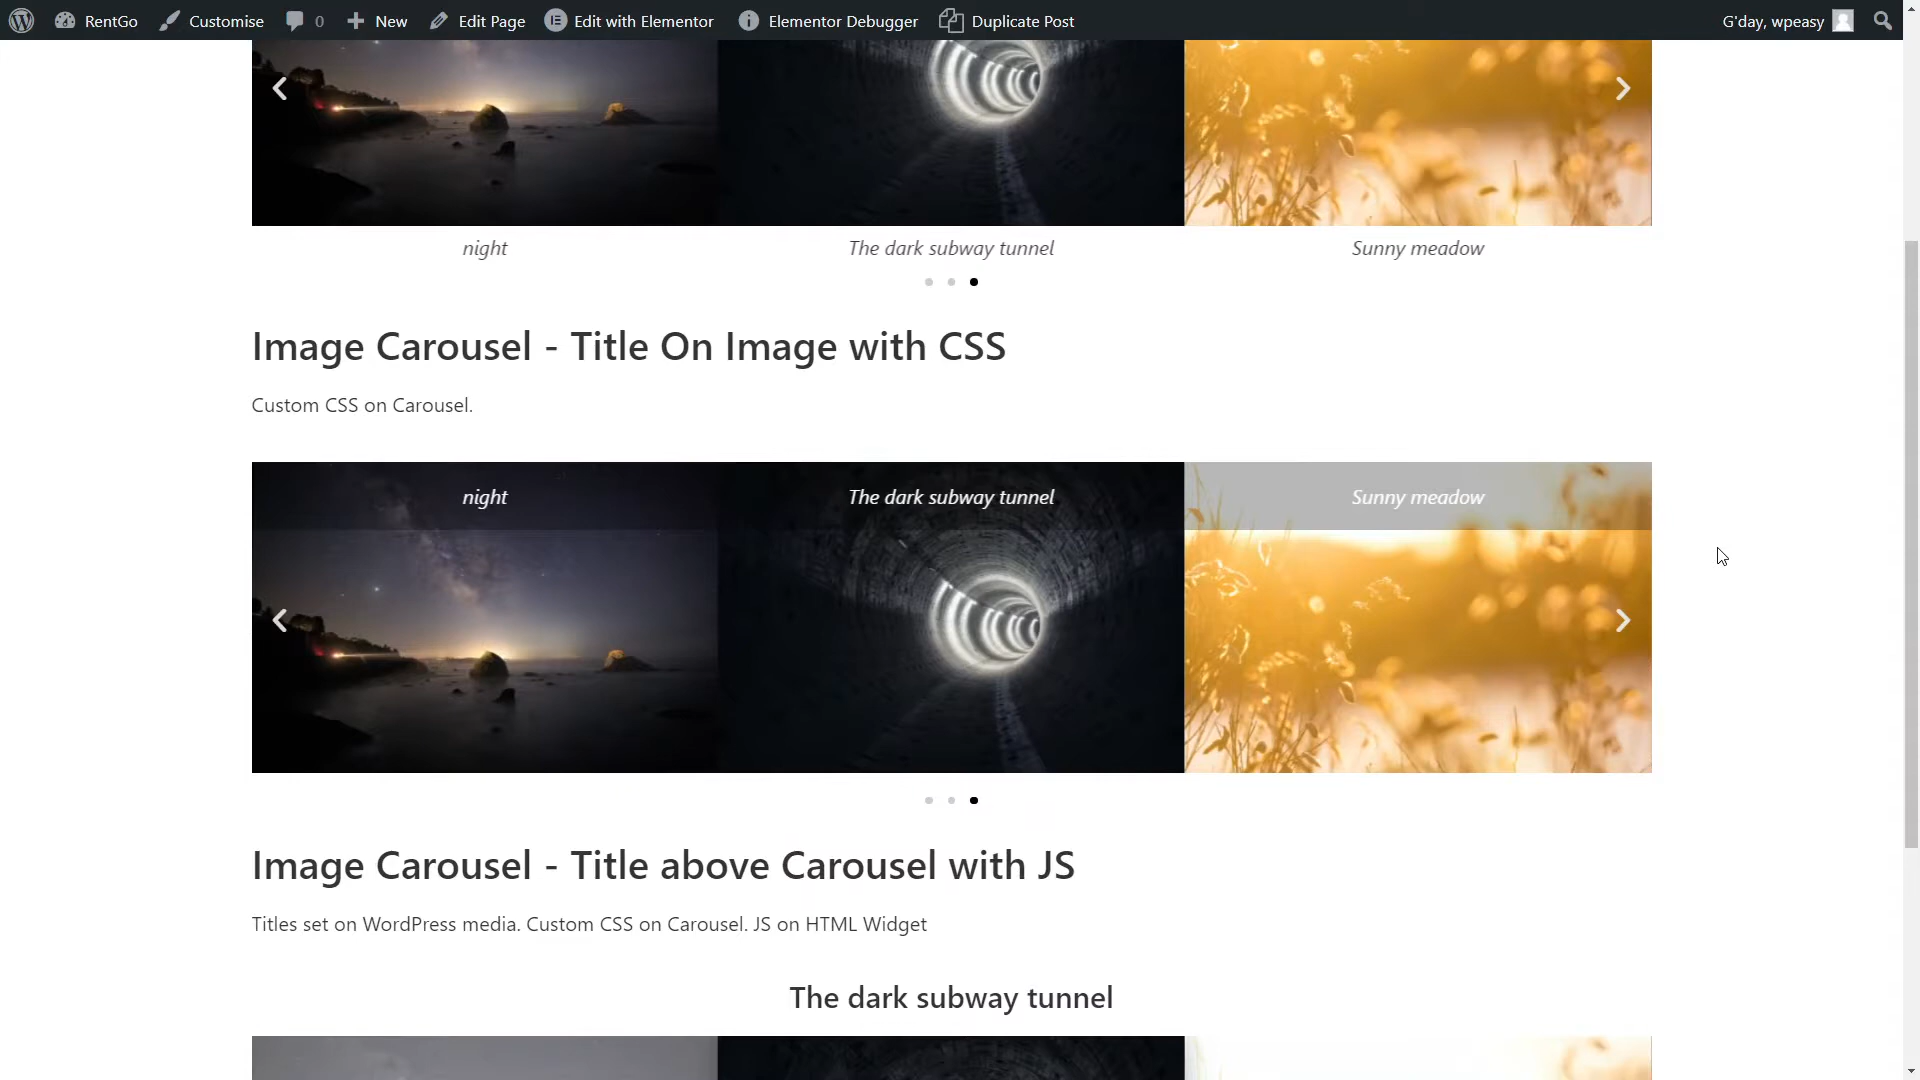 RentGo Customise 0 New Edit Page Edit with Elementor Elementor Debugger Duplicate Post G'day, wpeasy
night The dark subway tunnel Sunny meadow
Image Carousel - Title On Image with CSS
Custom CSS on Carousel.
night The dark subway tunnel Sunny meadow
Image Carousel - Title above Carousel with JS
Titles set on WordPress media. Custom CSS on Carousel. JS on HTML Widget
The dark subway tunnel